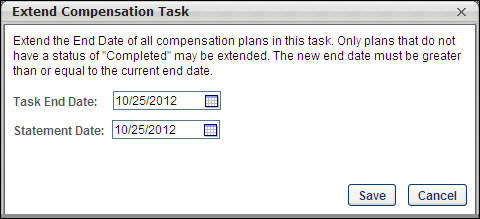 Extend Compensation Task
Extend the End Date of all compensation plans in this task. Only plans that do not
have a status of "Completed" may be extended. The new end date must be greater
than or equal to the current end date.
Task End Date: 10/25/2012
Statement Date: 10/25/2012
Save Cancel